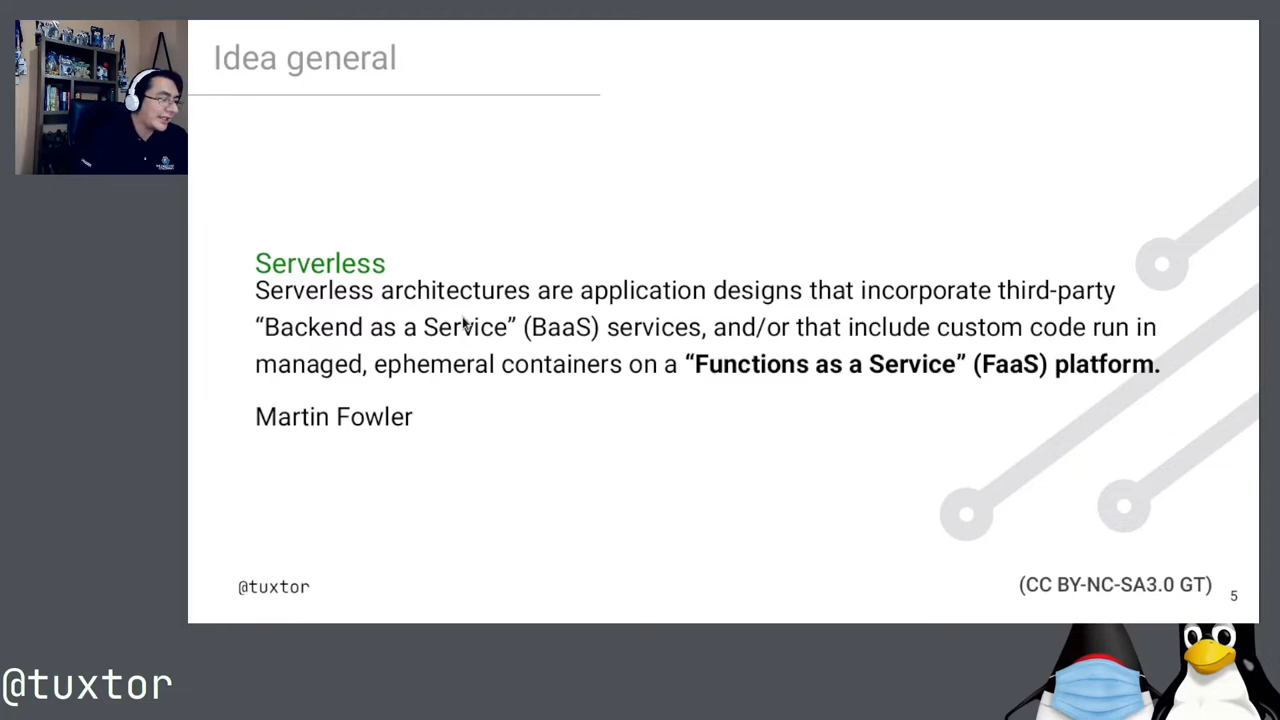 Idea general
Serverless
Serverless architectures are application designs that incorporate third-party
“Backend as a Service” (BaaS) services, and/or that include custom code run in
managed, ephemeral containers on a “Functions as a Service” (FaaS) platform.
Martin Fowler
@tuxtor
(CC BY-NC-SA3.0 GT)
5
@tuxtor